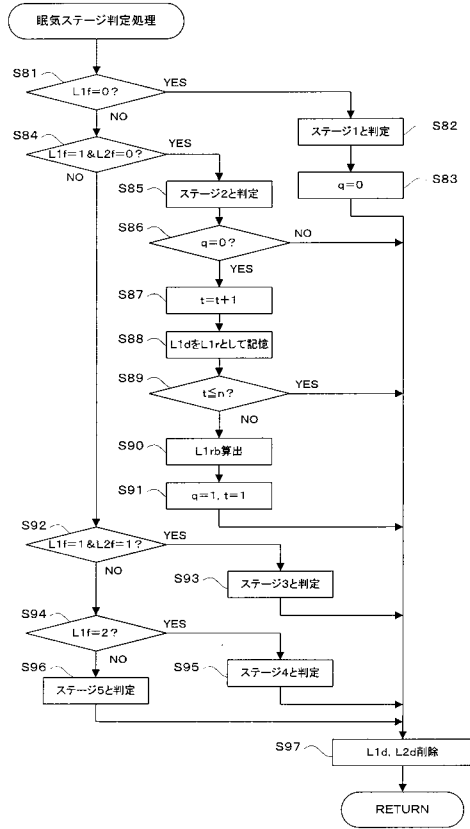 眠気ステージ判定処理
S81
L1f=0?
YES
NO
S82
ステージ1と判定
S83
q=0
S84
L1f=1&L2f=0?
YES
NO
S85
ステージ2と判定
S86
q=0?
NO
YES
S87
t=t+1
S88
L1dをL1rとして記憶
S89
t≦n?
YES
NO
S90
L1rb算出
S91
q=1, t=1
S92
L1f=1&L2f=1?
YES
NO
S93
ステージ3と判定
S94
L1f=2?
YES
NO
S95
ステージ4と判定
S96
ステージ5と判定
S97
L1d, L2d削除
RETURN